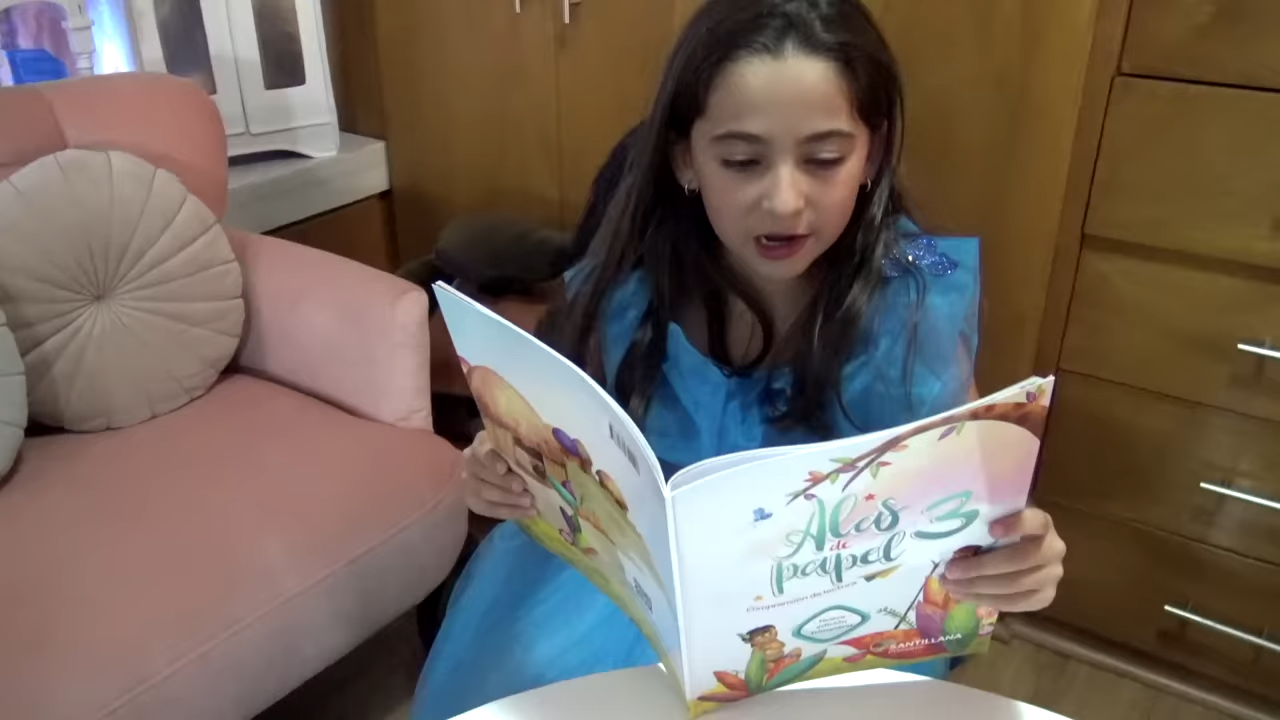 Alas
de
papel 3
Comprensión de lectura
SANTILLANA